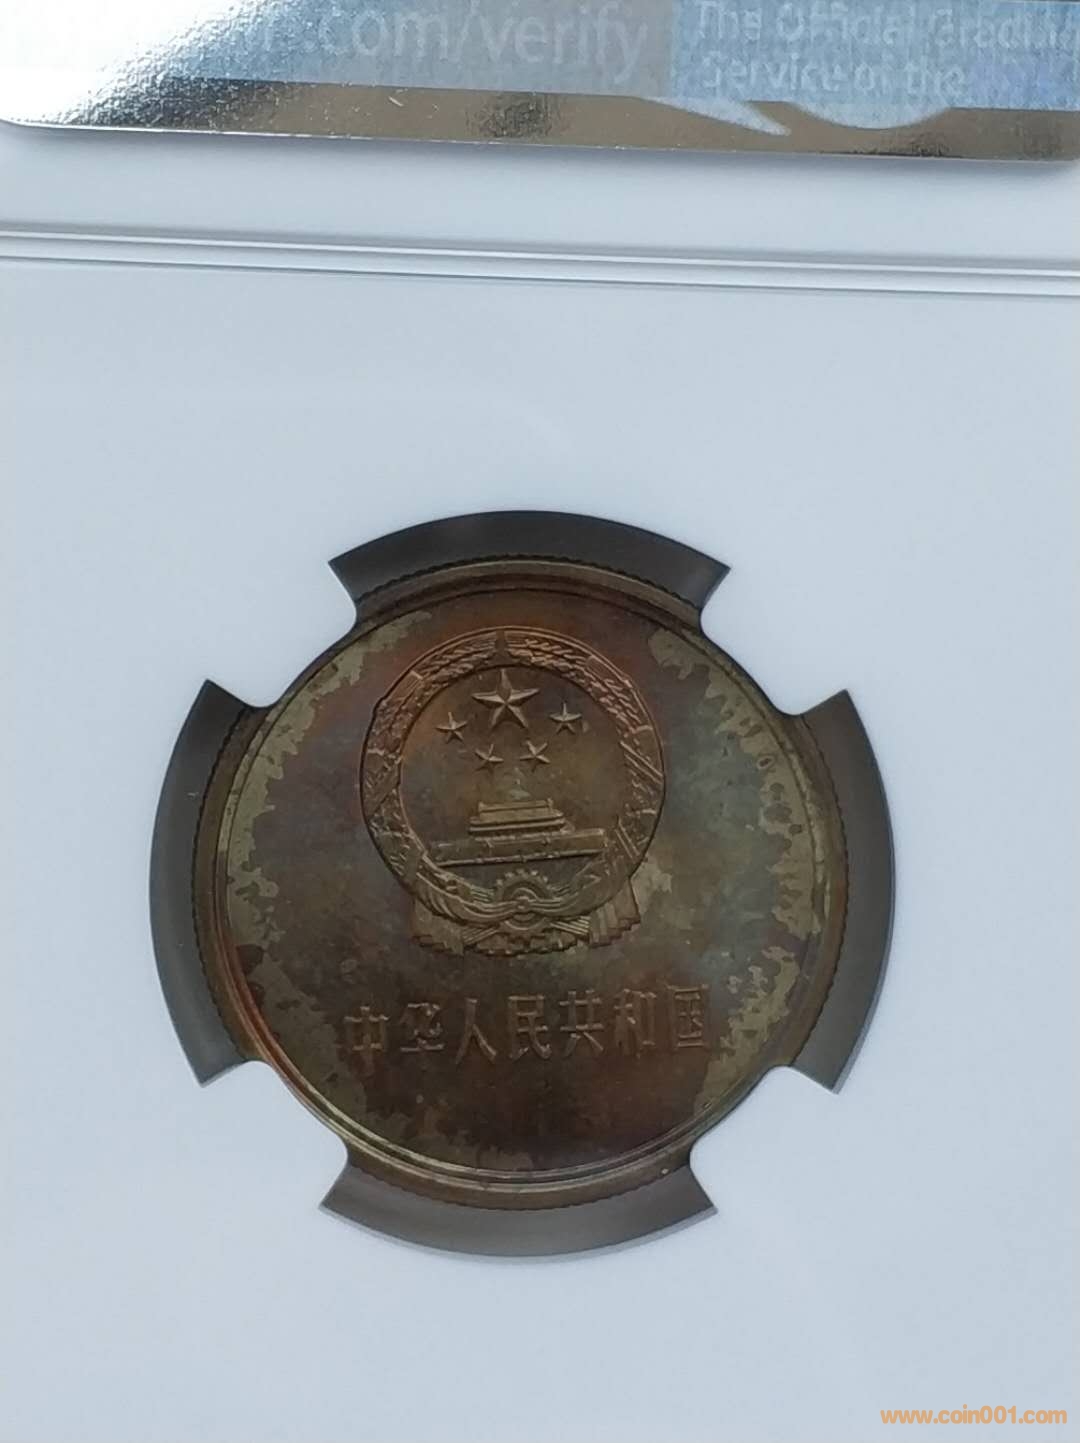 .com/verify
The Official Grading
Service of the
中华人民共和国
www.coin001.com